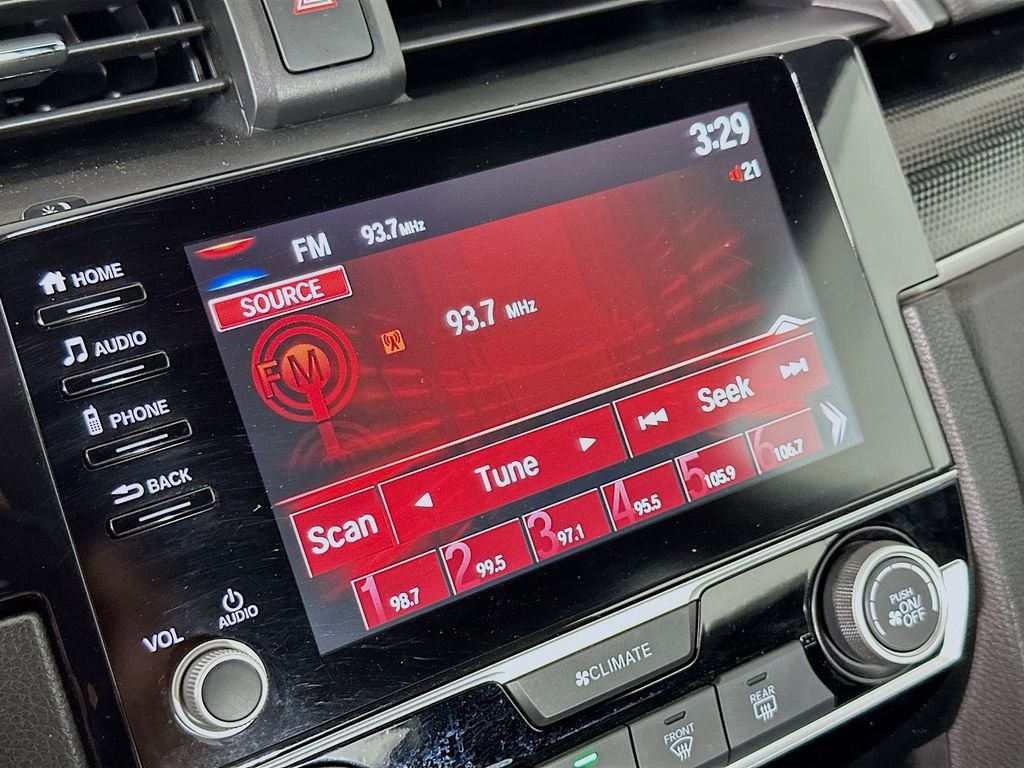 3:29
21
FM 93.7 MHz
SOURCE
FM
93.7 MHz
HOME
AUDIO
PHONE
BACK
Seek
Tune
Scan
1 98.7
2 99.5
3 97.1
4 95.5
5 105.9
6 106.7
VOL
AUDIO
CLIMATE
PUSH
ON/
OFF
FRONT
REAR